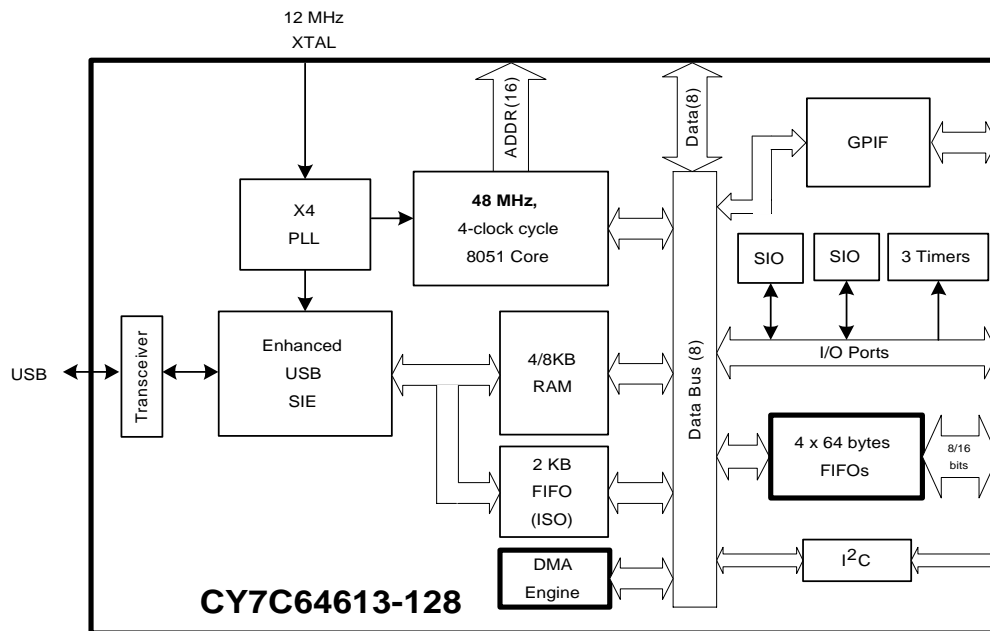 12 MHz
XTAL
ADDR(16)
Data(8)
GPIF
X4
PLL
48 MHz,
4-clock cycle
8051 Core
SIO
SIO
3 Timers
I/O Ports
USB
Transceiver
Enhanced
USB
SIE
4/8KB
RAM
Data Bus (8)
4 x 64 bytes
FIFOs
8/16
bits
2 KB
FIFO
(ISO)
I²C
DMA
Engine
CY7C64613-128